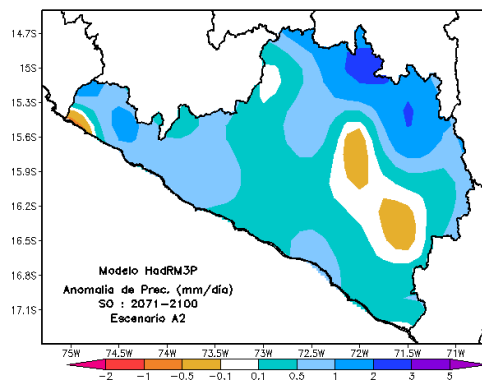 14.7S
15S
15.3S
15.6S
15.9S
16.2S
16.5S
16.8S
17.1S
Modelo HadRM3P
Anomalia de Prec. (mm/día)
SO : 2071-2100
Escenario A2
75W 74.5W 74W 73.5W 73W 72.5W 72W 71.5W 71W
-2 -1 -0.5 -0.1 0.1 0.5 1 2 3 5